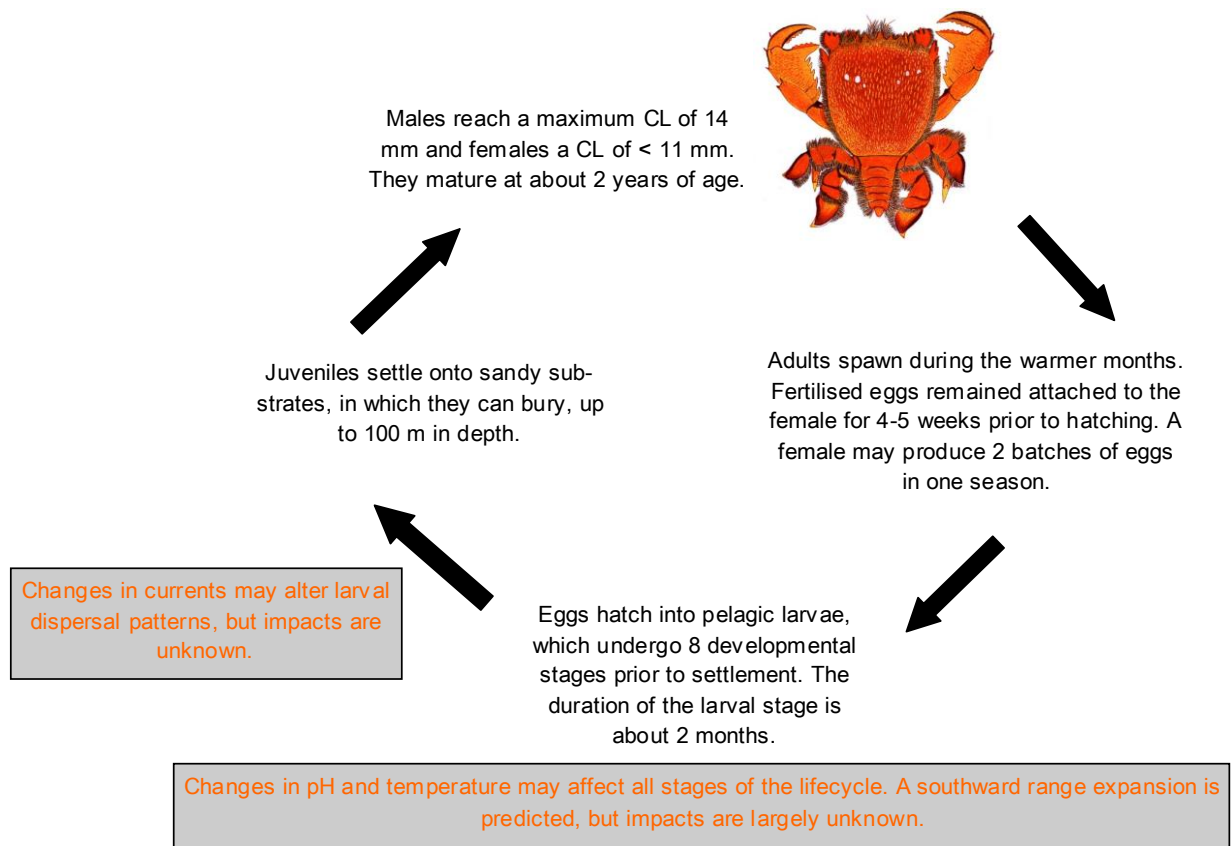 Males reach a maximum CL of 14
mm and females a CL of < 11 mm.
They mature at about 2 years of age.
Adults spawn during the warmer months.
Fertilised eggs remained attached to the
female for 4-5 weeks prior to hatching. A
female may produce 2 batches of eggs
in one season.
Eggs hatch into pelagic larvae,
which undergo 8 developmental
stages prior to settlement. The
duration of the larval stage is
about 2 months.
Juveniles settle onto sandy sub-
strates, in which they can bury, up
to 100 m in depth.
Changes in currents may alter larval
dispersal patterns, but impacts are
unknown.
Changes in pH and temperature may affect all stages of the lifecycle. A southward range expansion is
predicted, but impacts are largely unknown.